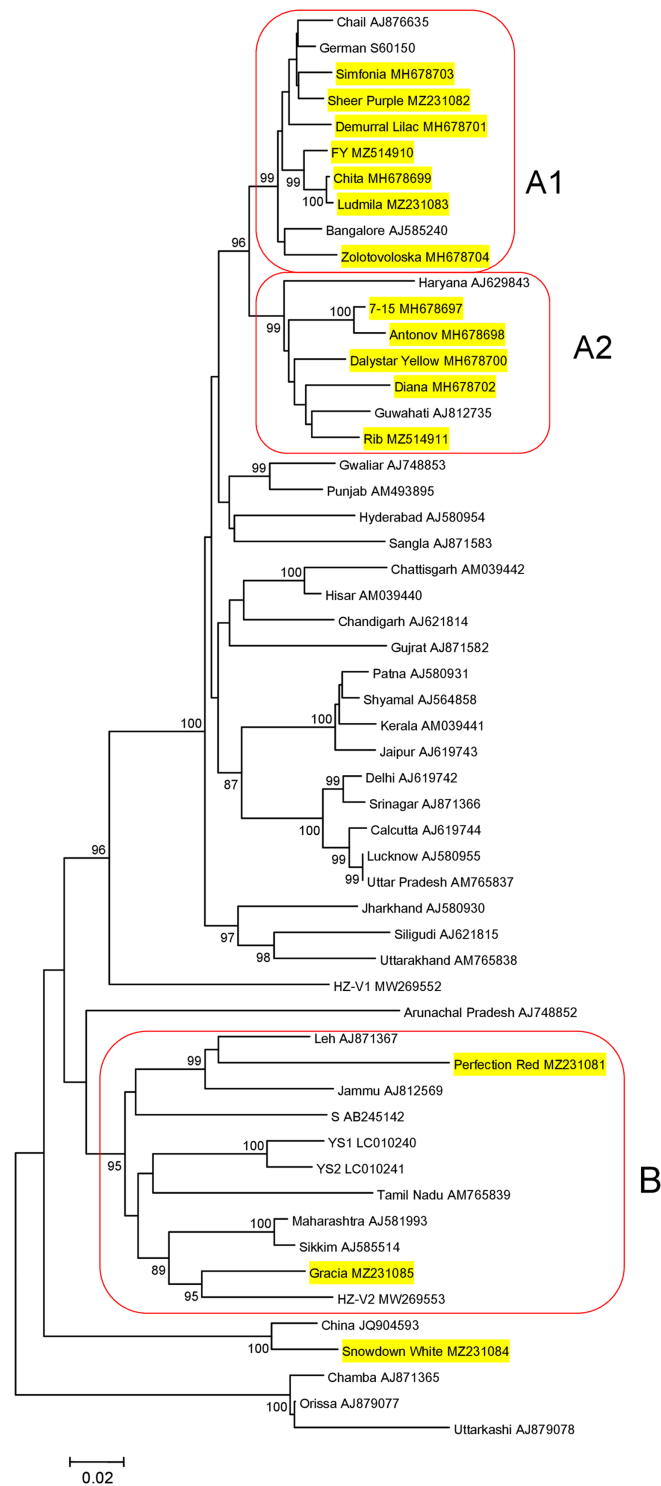 Chail AJ876635
German S60150
Simfonia MH678703
Sheer Purple MZ231082
Demurral Lilac MH678701
FY MZ514910
99
99
Chita MH678699
A1
100
Ludmila MZ231083
Bangalore AJ585240
96
Zolotovoloska MH678704
Haryana AJ629843
100
7-15 MH678697
99
Antonov MH678698
A2
Dalystar Yellow MH678700
Diana MH678702
Guwahati AJ812735
Rib MZ514911
Gwaliar AJ748853
99
Punjab AM493895
Hyderabad AJ580954
Sangla AJ871583
Chattisgarh AM039442
100
Hisar AM039440
Chandigarh AJ621814
Gujrat AJ871582
Patna AJ580931
Shyamal AJ564858
100
100
Kerala AM039441
Jaipur AJ619743
87
99
Delhi AJ619742
Srinagar AJ871366
100
Calcutta AJ619744
96
99
Lucknow AJ580955
99
Uttar Pradesh AM765837
Jharkhand AJ580930
97
Siligudi AJ621815
98
Uttarakhand AM765838
HZ-V1 MW269552
Arunachal Pradesh AJ748852
Leh AJ871367
99
Perfection Red MZ231081
Jammu AJ812569
S AB245142
100
YS1 LC010240
95
YS2 LC010241
B
Tamil Nadu AM765839
100
Maharashtra AJ581993
Sikkim AJ585514
89
Gracia MZ231085
95
HZ-V2 MW269553
China JQ904593
100
Snowdown White MZ231084
Chamba AJ871365
100
Orissa AJ879077
Uttarkashi AJ879078
0.02